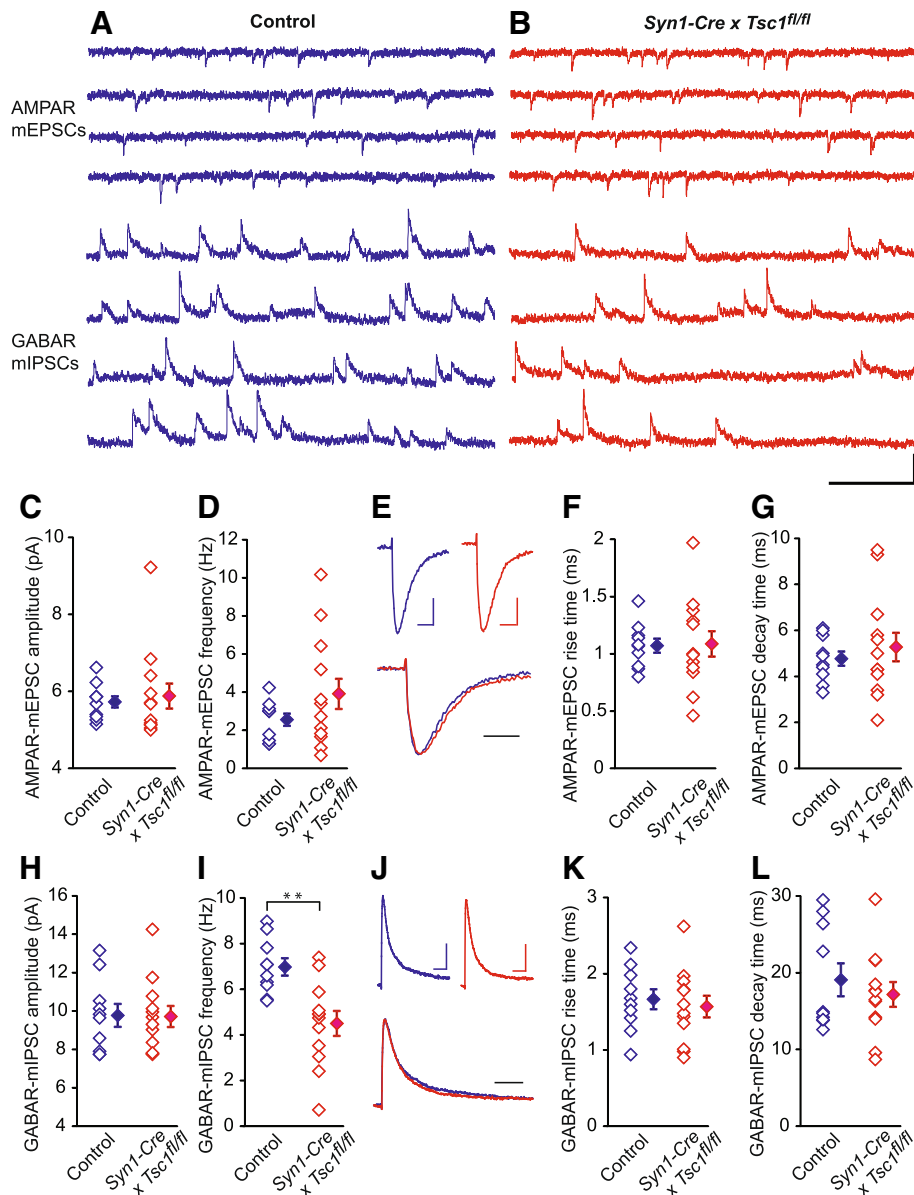 A
Control
B
Syn1-Cre x Tsc1fl/fl
AMPAR
mEPSCs
GABAR
mIPSCs
C
AMPAR-mEPSC amplitude (pA)
10
8
6
4
Control
Syn1-Cre
x Tsc1fl/fl
D
AMPAR-mEPSC frequency (Hz)
12
10
8
6
4
2
0
Control
Syn1-Cre
x Tsc1fl/fl
E
F
AMPAR-mEPSC rise time (ms)
2
1.5
1
0.5
0
Control
Syn1-Cre
x Tsc1fl/fl
G
AMPAR-mEPSC decay time (ms)
10
8
6
4
2
0
Control
Syn1-Cre
x Tsc1fl/fl
H
GABAR-mIPSC amplitude (pA)
16
14
12
10
8
6
4
Control
Syn1-Cre
x Tsc1fl/fl
I
GABAR-mIPSC frequency (Hz)
10
8
6
4
2
0
**
Control
Syn1-Cre
x Tsc1fl/fl
J
K
GABAR-mIPSC rise time (ms)
3
2
1
0
Control
Syn1-Cre
x Tsc1fl/fl
L
GABAR-mIPSC decay time (ms)
30
20
10
0
Control
Syn1-Cre
x Tsc1fl/fl